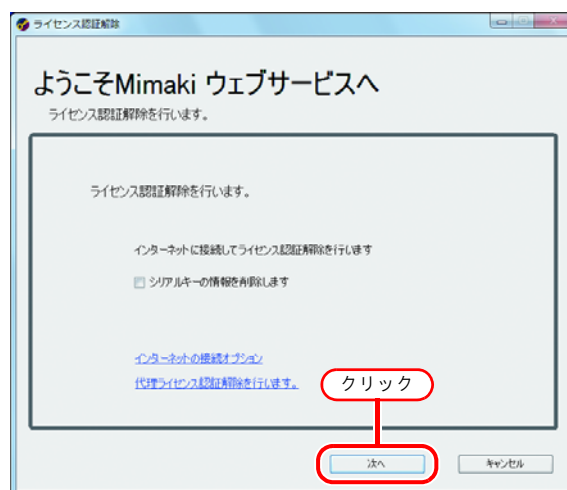 ライセンス認証解除
ようこそMimaki ウェブサービスへ
ライセンス認証解除を行います。
ライセンス認証解除を行います。
インターネットに接続してライセンス認証解除を行します
シリアルキーの情報を削除します
インターネットの接続オプション
代理ライセンス認証解除を行します。
クリック
次へ
キャンセル